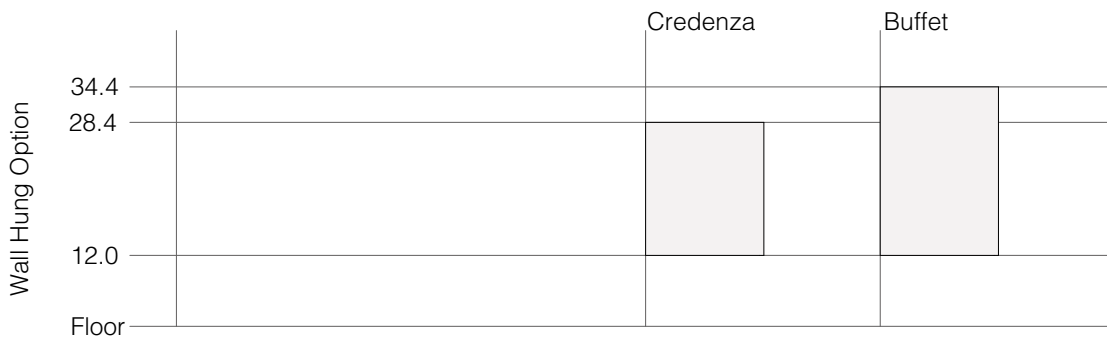 Credenza
Buffet
34.4
28.4
12.0
Floor
Wall Hung Option